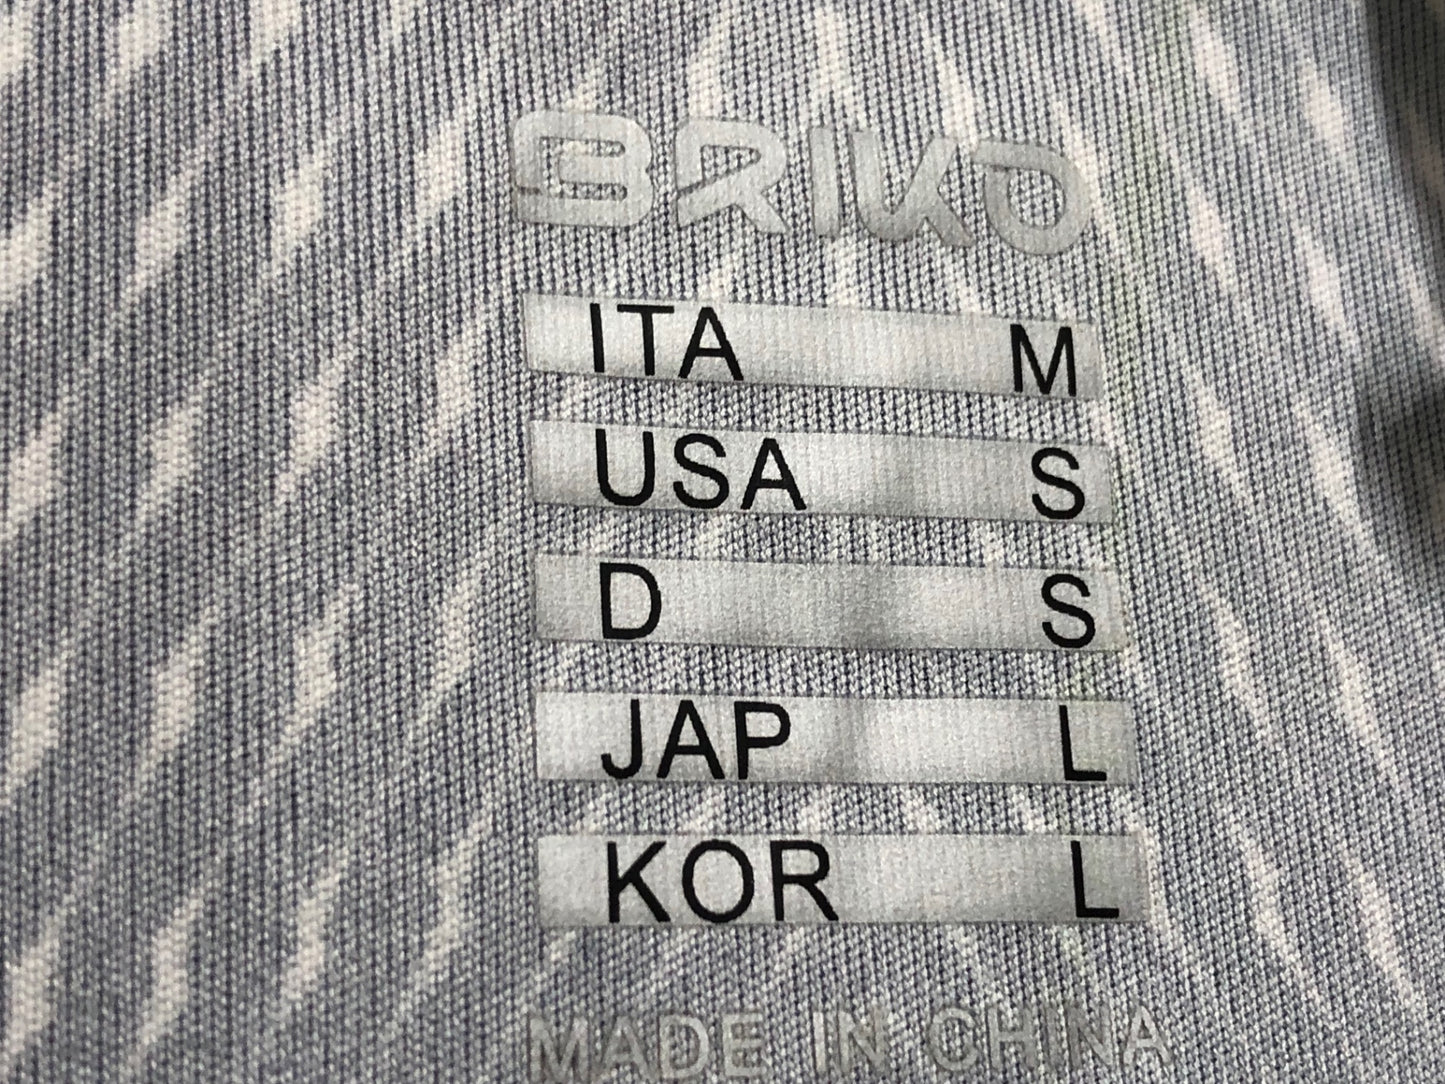 BRIKO
ITA M
USA S
D S
JAP L
KOR L
MADE IN CHINA